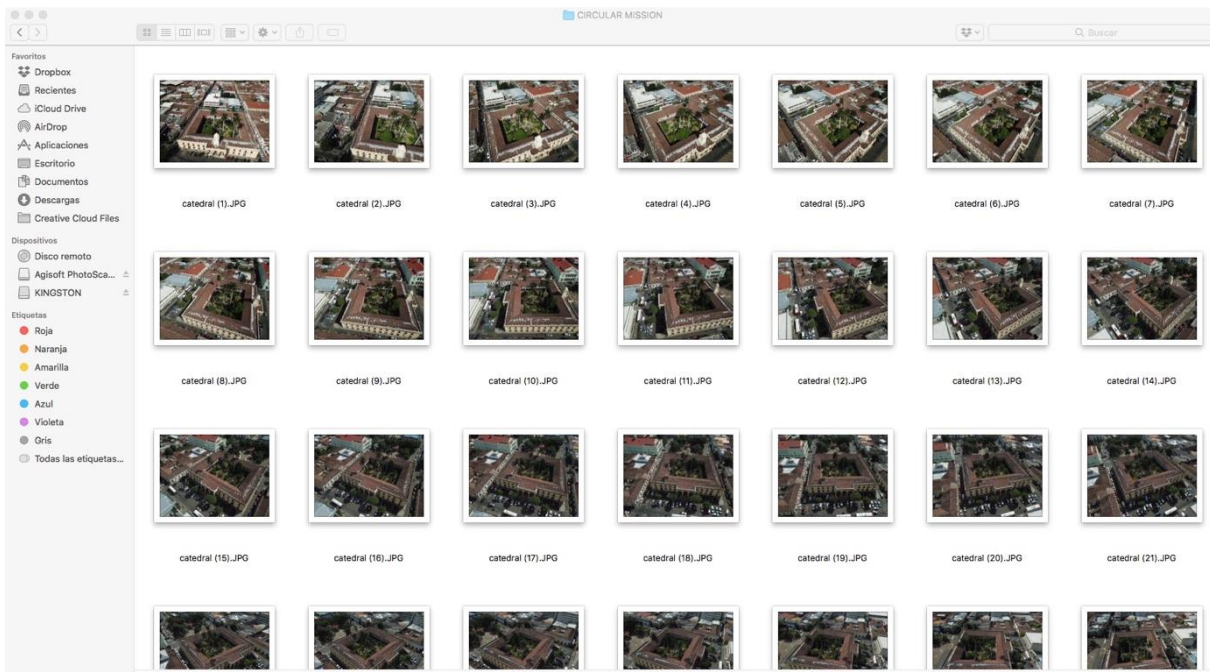 CIRCULAR MISSION
Buscar
Favoritos
Dropbox
Recientes
iCloud Drive
AirDrop
Aplicaciones
Escritorio
Documentos
Descargas
Creative Cloud Files
Dispositivos
Disco remoto
Agisoft PhotoSca...
KINGSTON
Etiquetas
Roja
Naranja
Amarilla
Verde
Azul
Violeta
Gris
Todas las etiquetas...
catedral (1).JPG catedral (2).JPG catedral (3).JPG catedral (4).JPG catedral (5).JPG catedral (6).JPG catedral (7).JPG
catedral (8).JPG catedral (9).JPG catedral (10).JPG catedral (11).JPG catedral (12).JPG catedral (13).JPG catedral (14).JPG
catedral (15).JPG catedral (16).JPG catedral (17).JPG catedral (18).JPG catedral (19).JPG catedral (20).JPG catedral (21).JPG